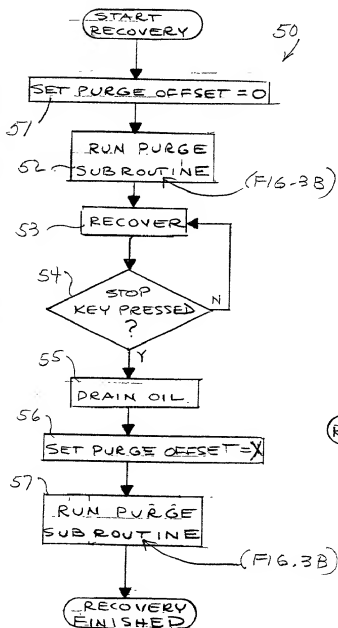 START
RECOVERY
50
SET PURGE OFFSET = 0
51
RUN PURGE
SUBROUTINE
52
(FIG-3B)
RECOVER
53
54
STOP
KEY PRESSED
?
N
Y
55
DRAIN OIL.
56
SET PURGE OFFSET = X
57
RUN PURGE
SUBROUTINE
(FIG.3B)
RECOVERY
FINISHED